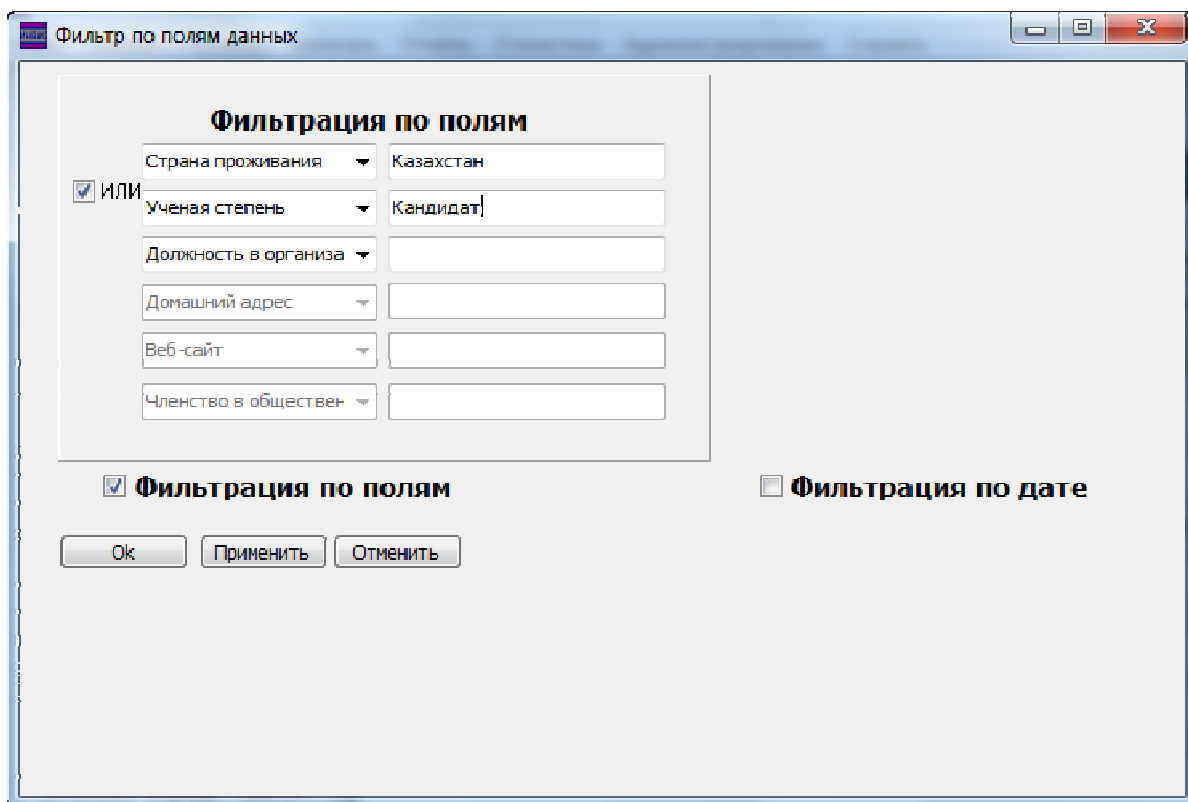 Фильтр по полям данных
Фильтрация по полям
Страна проживания Казахстан
ИЛИ
Ученая степень Кандидат
Должность в организа
Домашний адрес
Веб-сайт
Членство в обществен
Фильтрация по полям Фильтрация по дате
Ok Применить Отменить